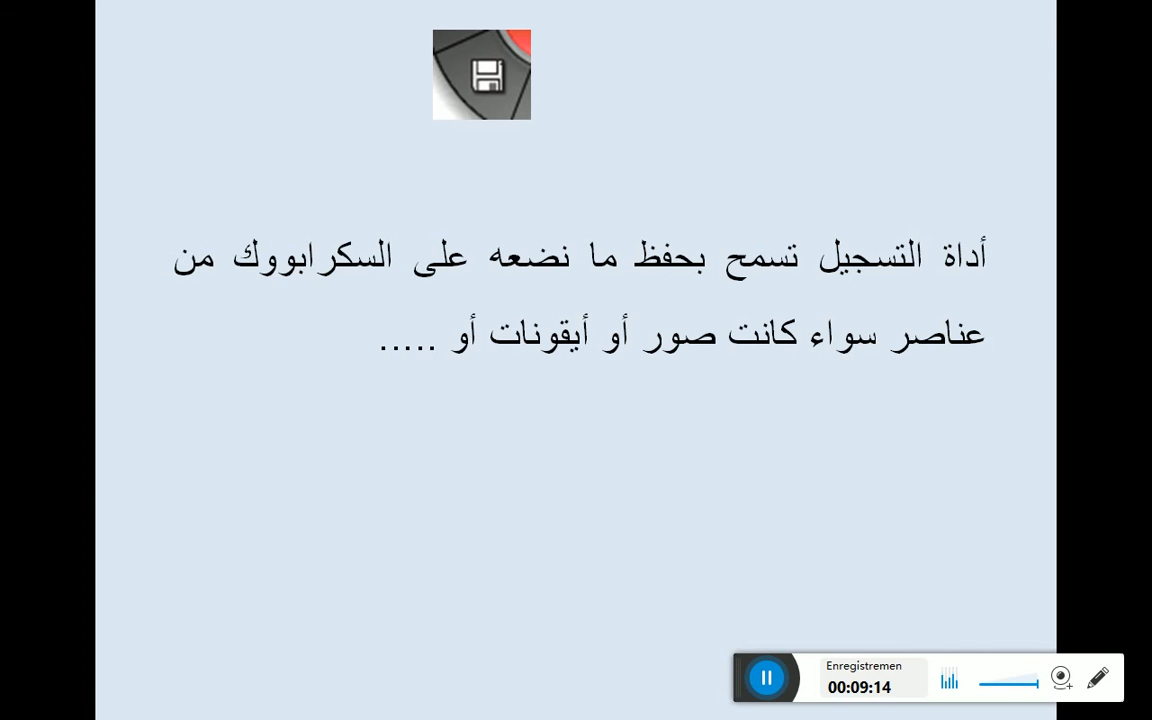 أداة التسجيل تسمح بحفظ ما نضعه على السكرابووك من
عناصر سواء كانت صور أو أيقونات أو .....
Enregistremen
00:09:14